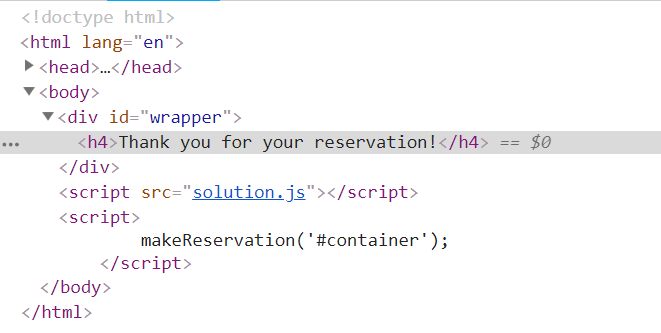 <!doctype html>
<html lang="en">
<head>…</head>
<body>
<div id="wrapper">
… <h4>Thank you for your reservation!</h4> == $0
</div>
<script src="solution.js"></script>
<script>
makeReservation('#container');
</script>
</body>
</html>